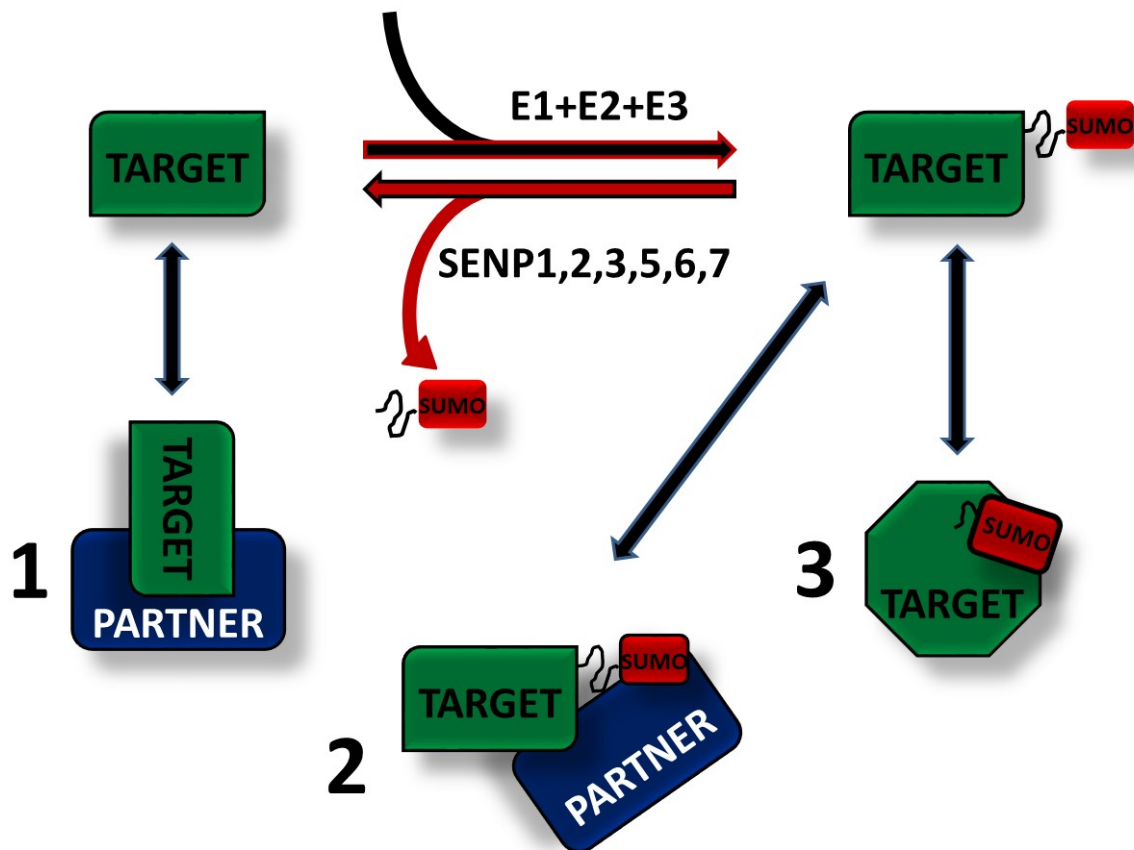 E1+E2+E3
TARGET
TARGET
SUMO
SENP1,2,3,5,6,7
SUMO
TARGET
1
PARTNER
3
SUMO
TARGET
SUMO
TARGET
2
PARTNER